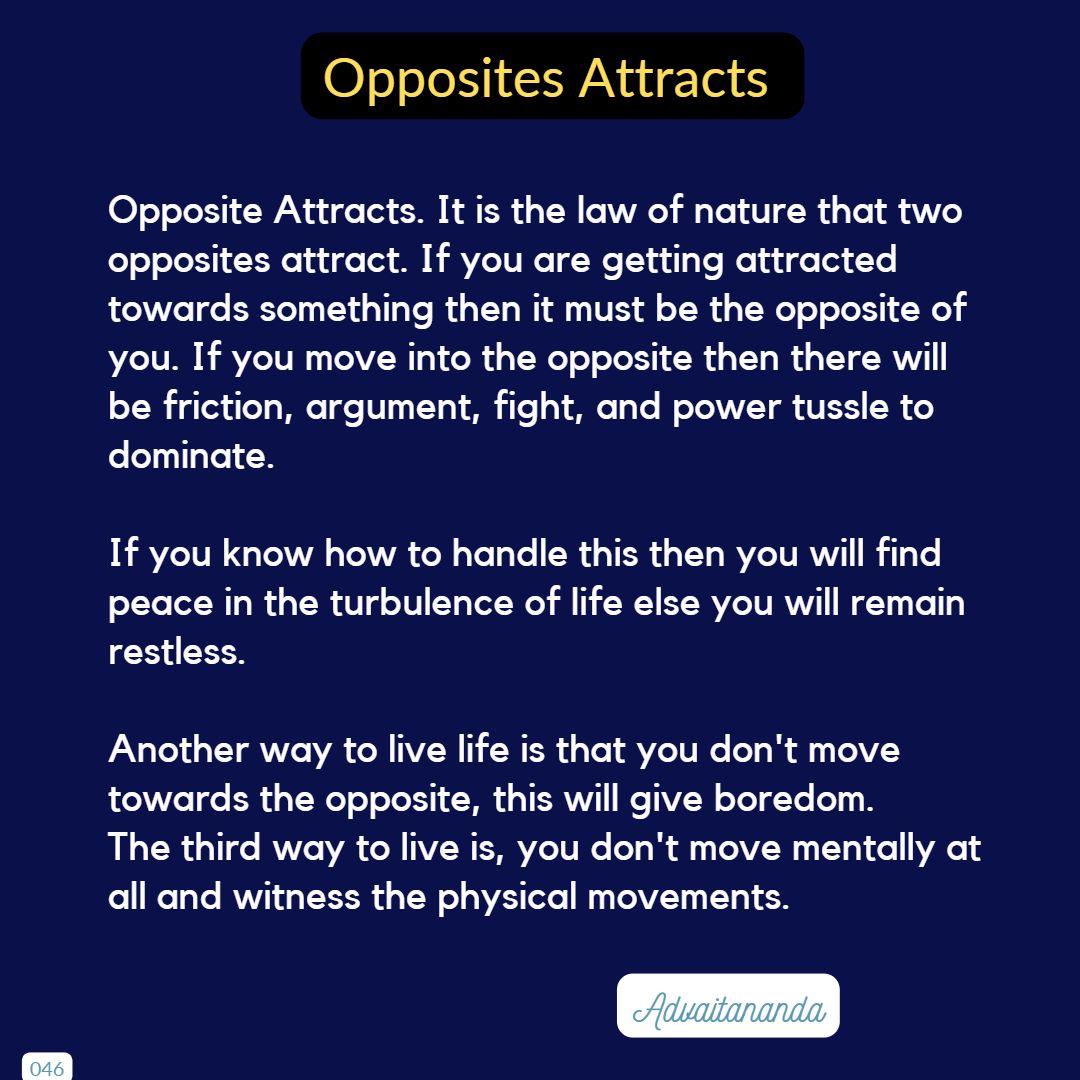 Opposites Attracts
Opposite Attracts. It is the law of nature that two
opposites attract. If you are getting attracted
towards something then it must be the opposite of
you. If you move into the opposite then there will
be friction, argument, fight, and power tussle to
dominate.
If you know how to handle this then you will find
peace in the turbulence of life else you will remain
restless.
Another way to live life is that you don't move
towards the opposite, this will give boredom.
The third way to live is, you don't move mentally at
all and witness the physical movements.
Advaitananda
046